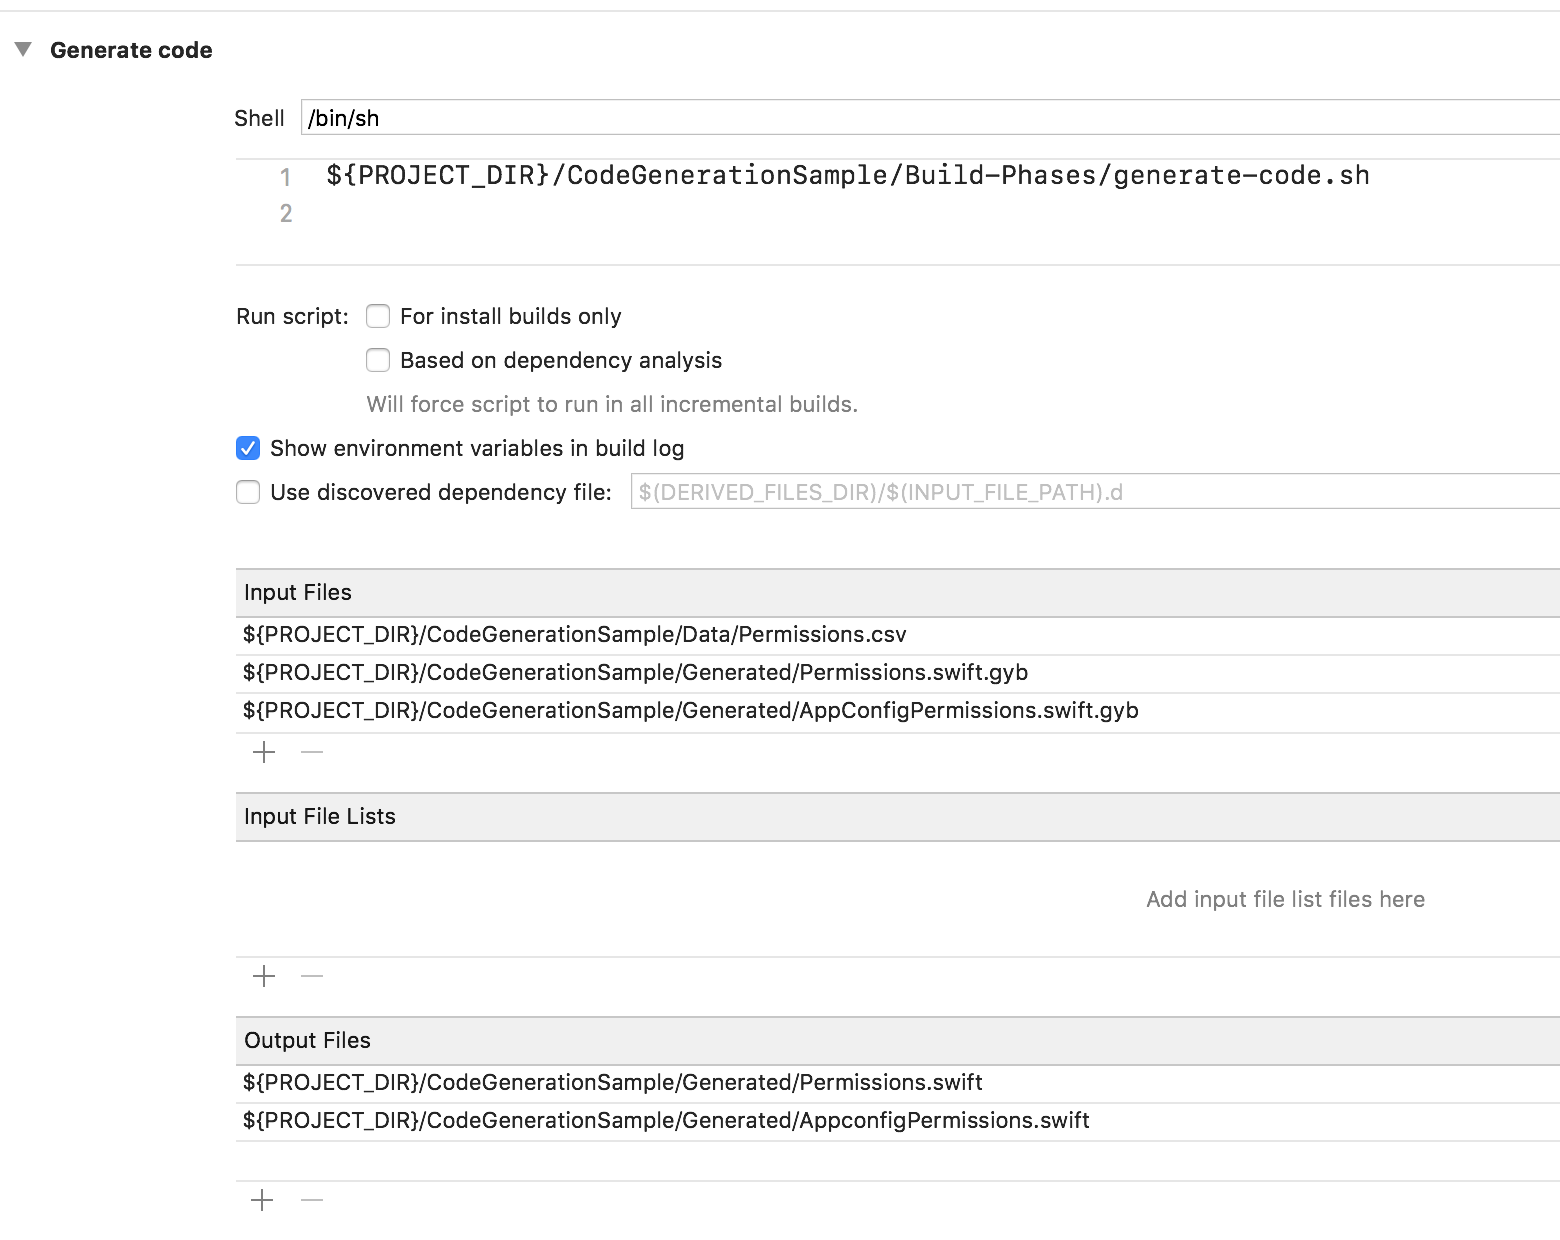 Generate code
Shell /bin/sh
1 ${PROJECT_DIR}/CodeGenerationSample/Build-Phases/generate-code.sh
2
Run script: For install builds only
Based on dependency analysis
Will force script to run in all incremental builds.
Show environment variables in build log
Use discovered dependency file: $(DERIVED_FILES_DIR)/$(INPUT_FILE_PATH).d
Input Files
${PROJECT_DIR}/CodeGenerationSample/Data/Permissions.csv
${PROJECT_DIR}/CodeGenerationSample/Generated/Permissions.swift.gyb
${PROJECT_DIR}/CodeGenerationSample/Generated/AppConfigPermissions.swift.gyb
Input File Lists
Add input file list files here
Output Files
${PROJECT_DIR}/CodeGenerationSample/Generated/Permissions.swift
${PROJECT_DIR}/CodeGenerationSample/Generated/AppconfigPermissions.swift